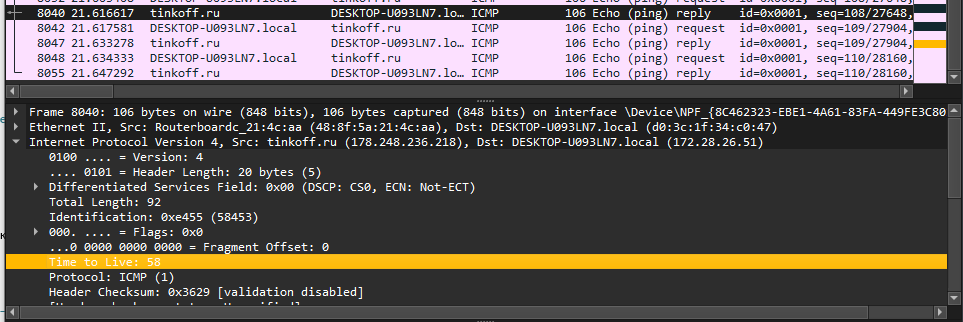 8040 21.616617 tinkoff.ru DESKTOP-U093LN7.lo… ICMP 106 Echo (ping) reply id=0x0001, seq=108/27648,
8042 21.617581 DESKTOP-U093LN7.local tinkoff.ru ICMP 106 Echo (ping) request id=0x0001, seq=109/27904,
8047 21.633278 tinkoff.ru DESKTOP-U093LN7.lo… ICMP 106 Echo (ping) reply id=0x0001, seq=109/27904,
8048 21.634333 DESKTOP-U093LN7.local tinkoff.ru ICMP 106 Echo (ping) request id=0x0001, seq=110/28160,
8055 21.647292 tinkoff.ru DESKTOP-U093LN7.lo… ICMP 106 Echo (ping) reply id=0x0001, seq=110/28160,
Frame 8040: 106 bytes on wire (848 bits), 106 bytes captured (848 bits) on interface \Device\NPF_{8C462323-EBE1-4A61-83FA-449FE3C80
Ethernet II, Src: Routerboardc_21:4c:aa (48:8f:5a:21:4c:aa), Dst: DESKTOP-U093LN7.local (d0:3c:1f:34:c0:47)
Internet Protocol Version 4, Src: tinkoff.ru (178.248.236.218), Dst: DESKTOP-U093LN7.local (172.28.26.51)
0100 .... = Version: 4
.... 0101 = Header Length: 20 bytes (5)
Differentiated Services Field: 0x00 (DSCP: CS0, ECN: Not-ECT)
Total Length: 92
Identification: 0xe455 (58453)
000. .... = Flags: 0x0
...0 0000 0000 0000 = Fragment Offset: 0
Time to Live: 58
Protocol: ICMP (1)
Header Checksum: 0x3629 [validation disabled]